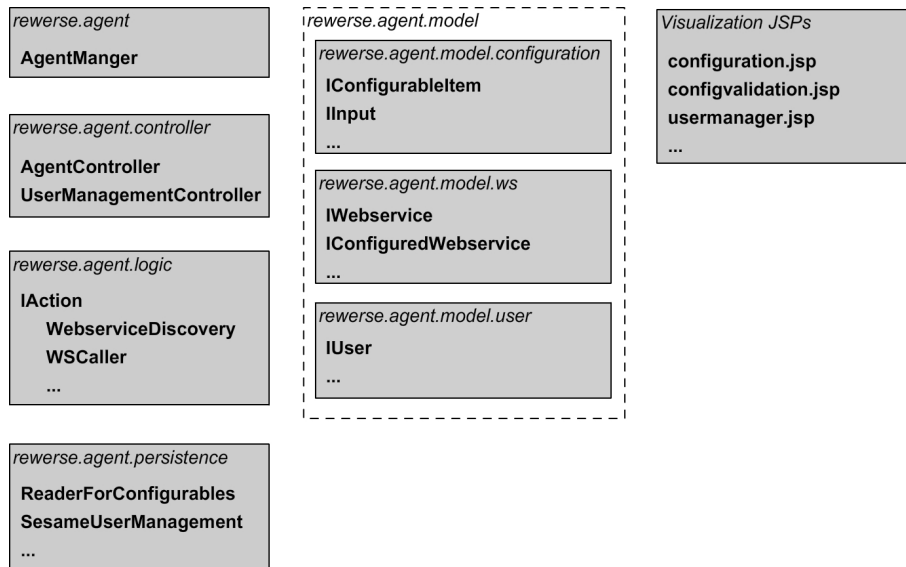 rewerse.agent
AgentManger
rewerse.agent.controller
AgentController
UserManagementController
rewerse.agent.logic
IAction
WebserviceDiscovery
WSCaller
...
rewerse.agent.persistence
ReaderForConfigurables
SesameUserManagement
...
rewerse.agent.model
rewerse.agent.model.configuration
IConfigurableItem
IInput
...
rewerse.agent.model.ws
IWebservice
IConfiguredWebservice
...
rewerse.agent.model.user
IUser
...
Visualization JSPs
configuration.jsp
configvalidation.jsp
usermanager.jsp
...